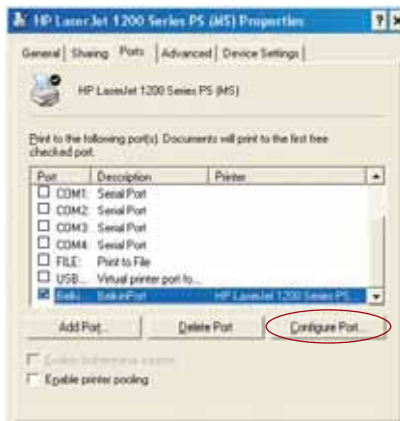 HP LaserJet 1200 Series PS (MS) Properties ? X
General Sharing Ports Advanced Device Settings
HP LaserJet 1200 Series PS (MS)
Print to the following port(s). Documents will print to the first free
checked port.
Port Description Printer
COM1: Serial Port
COM2: Serial Port
COM3: Serial Port
COM4: Serial Port
FILE: Print to File
USB... Virtual printer port fo...
Belki... BelkinPort HP LaserJet 1200 Series PS...
Add Port... Delete Port Configure Port...
Enable bidirectional support
Enable printer pooling